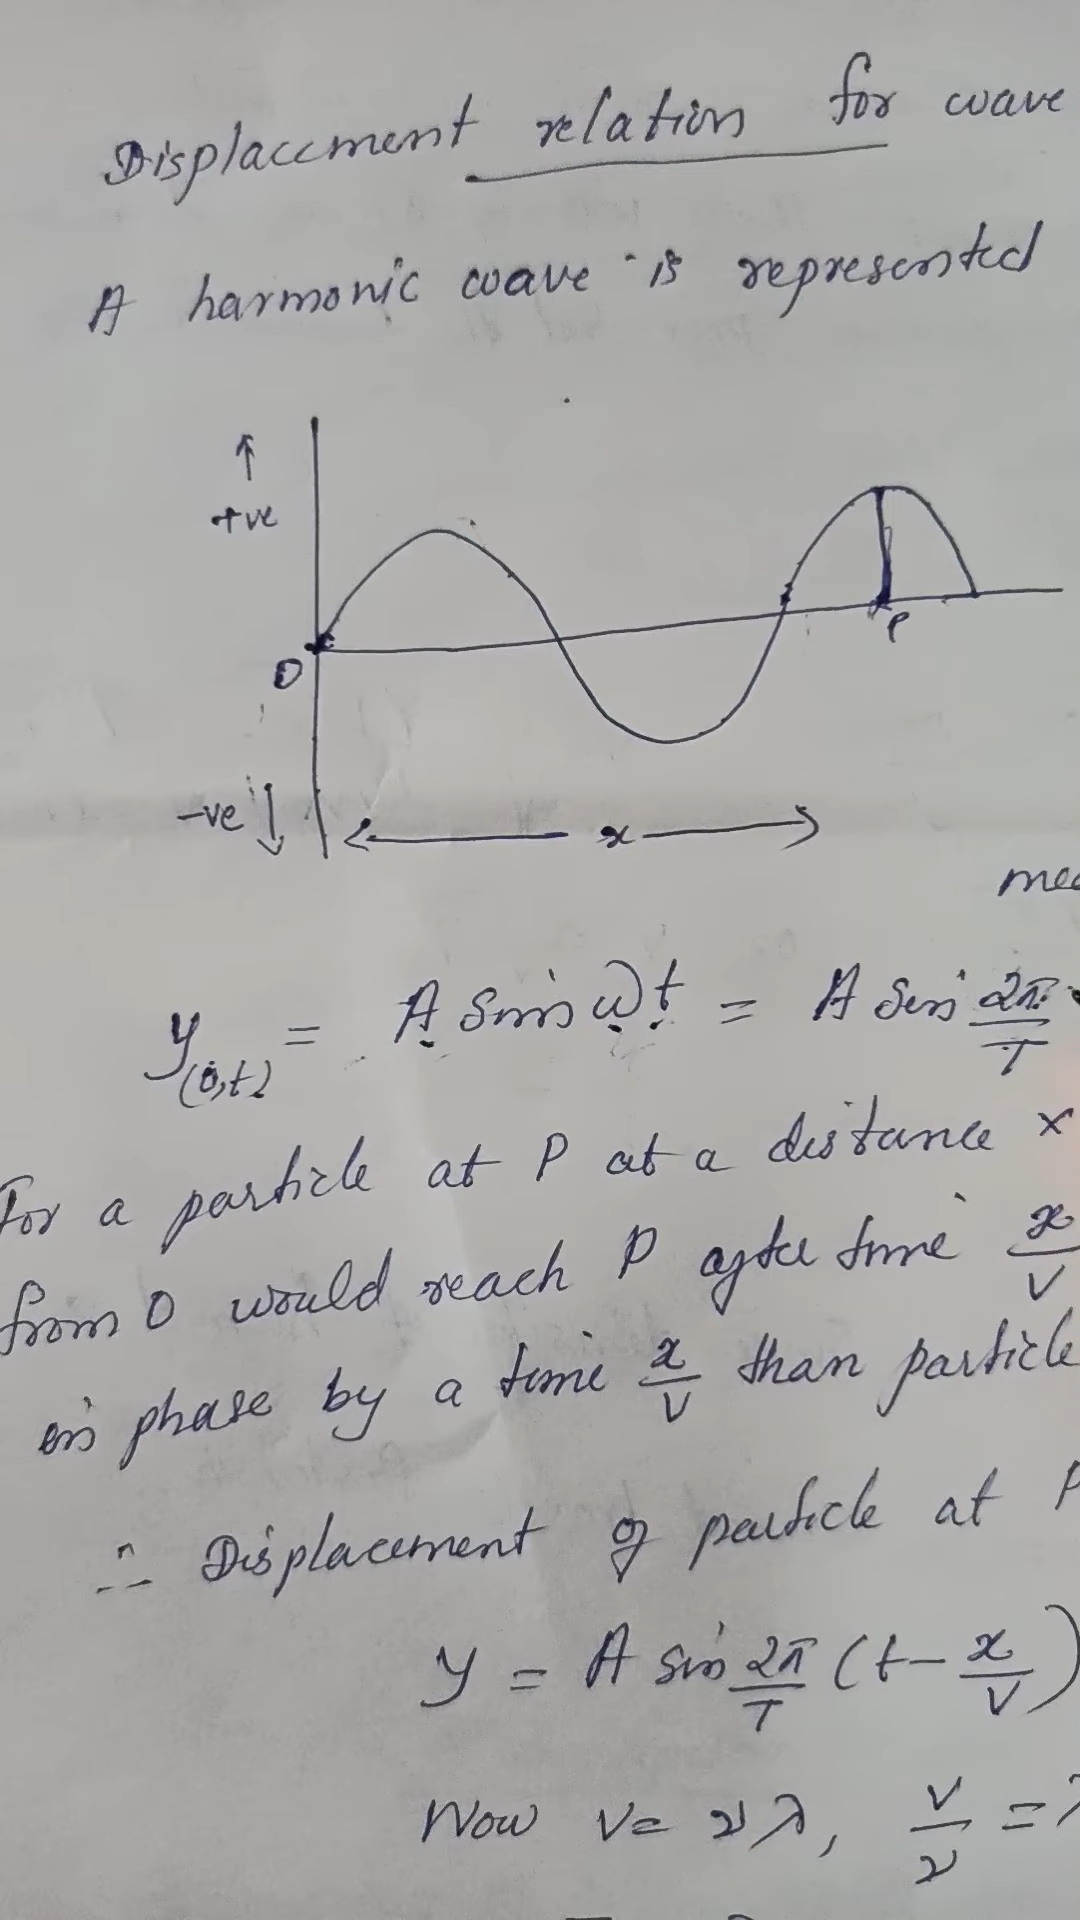 Displacement relation for wave
A harmonic wave is represented
↑
+ve
O
P
-ve ↓
← x →
y(0,t) = A sin ωt = A sin 2π/T
For a particle at P at a distance x
from O would reach P after time x/v
in phase by a time x/v than particle
∴ Displacement of particle at P
y = A sin 2π/T (t - x/v)
Now v = νλ, v/ν =